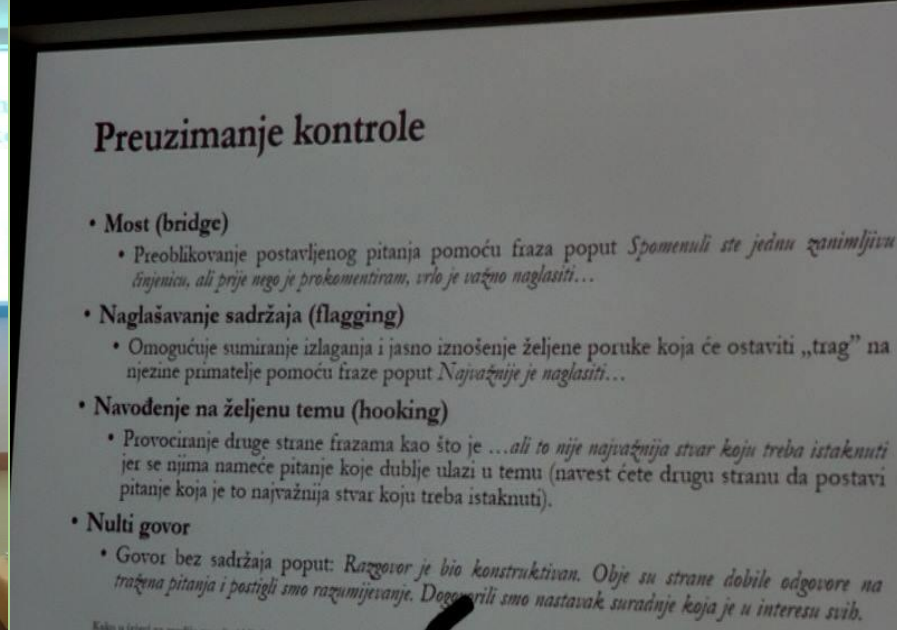 Preuzimanje kontrole
• Most (bridge)
• Preoblikovanje postavljenog pitanja pomoću fraza poput Spomenuli ste jednu zanimljivu
činjenicu, ali prije nego je prokomentiram, vrlo je važno naglasiti…
• Naglašavanje sadržaja (flagging)
• Omogućuje sumiranje izlaganja i jasno iznošenje željene poruke koja će ostaviti „trag” na
njezine primatelje pomoću fraze poput Najvažnije je naglasiti…
• Navođenje na željenu temu (hooking)
• Provociranje druge strane frazama kao što je …ali to nije najvažnija stvar koju treba istaknuti
jer se njima nameće pitanje koje dublje ulazi u temu (navest ćete drugu stranu da postavi
pitanje koja je to najvažnija stvar koju treba istaknuti).
• Nulti govor
• Govor bez sadržaja poput: Razgovor je bio konstruktivan. Obje su strane dobile odgovore na
tražena pitanja i postigli smo razumijevanje. Dogovorili smo nastavak suradnje koja je u interesu svih.